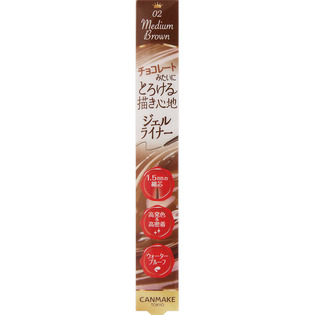 02
Medium
Brown
チョコレート
みたいに
とろける
描き心地
ジェル
ライナー
1.5mmの
細芯
高発色
&
高密着
ウォーター
プルーフ
CANMAKE
TOKYO